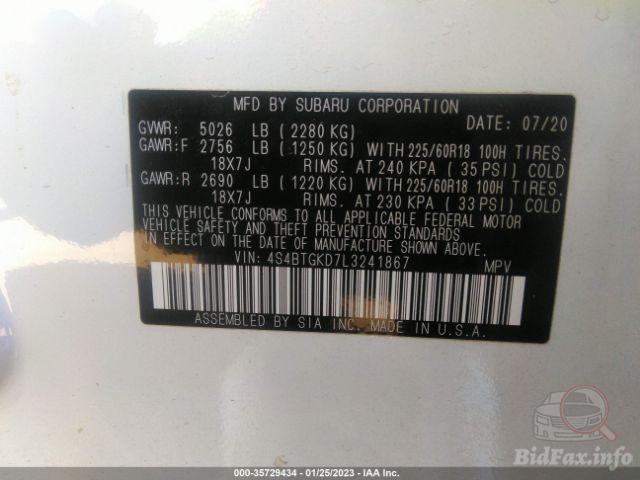 MFD BY SUBARU CORPORATION
GVWR: 5026 LB (2280 KG) DATE: 07/20
GAWR:F 2756 LB (1250 KG) WITH 225/60R18 100H TIRES.
18X7J RIMS. AT 240 KPA (35 PSI) COLD
GAWR:R 2690 LB (1220 KG) WITH 225/60R18 100H TIRES.
18X7J RIMS. AT 230 KPA (33 PSI) COLD
THIS VEHICLE CONFORMS TO ALL APPLICABLE FEDERAL MOTOR
VEHICLE SAFETY AND THEFT PREVENTION STANDARDS
IN EFFECT ON THE DATE OF MANUFACTURE SHOWN ABOVE.
VIN: 4S4BTGKD7L3241867 MPV
ASSEMBLED BY SIA INC. MADE IN U.S.A.
BidFax.info
000-35729434 - 01/25/2023 - IAA Inc.